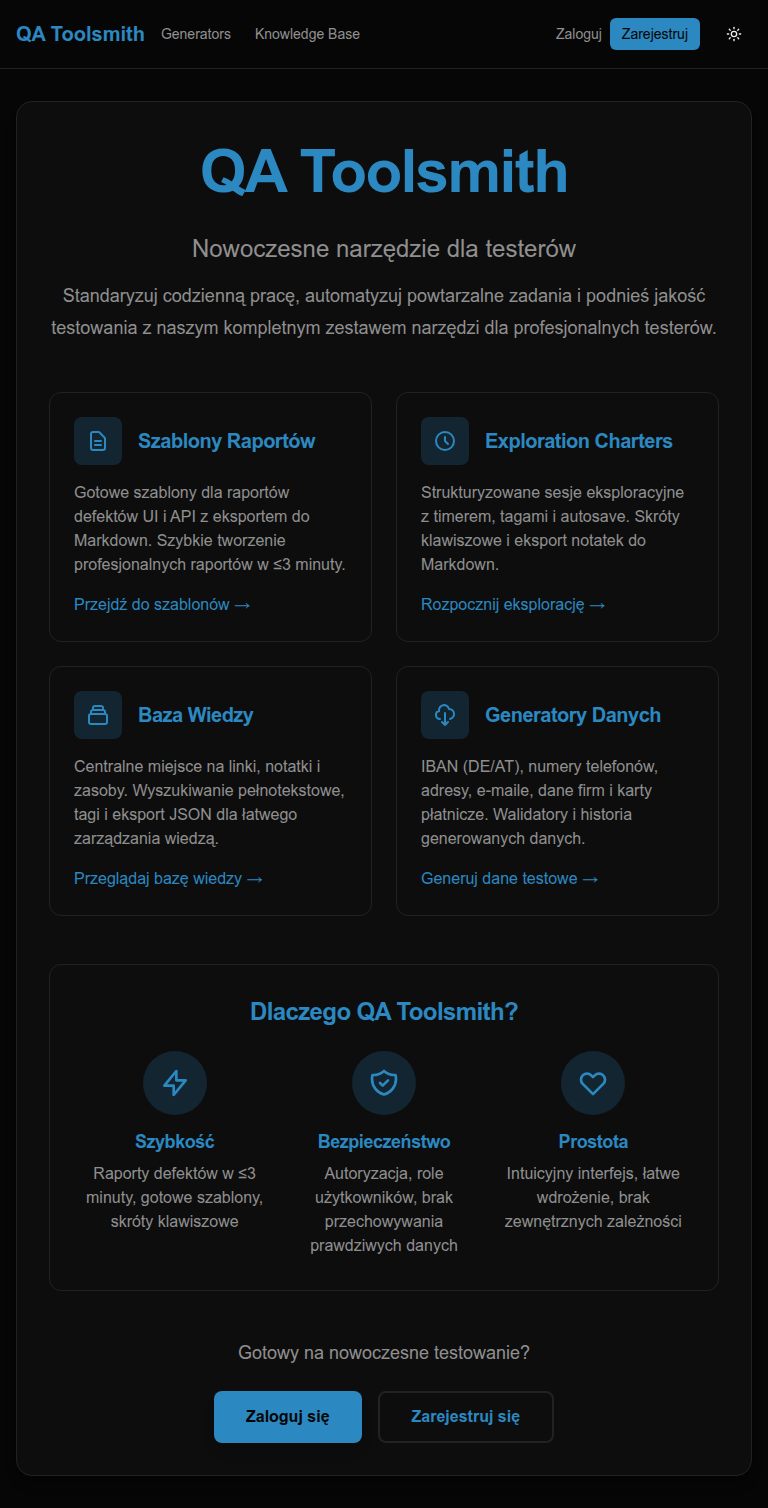 QA Toolsmith Generators Knowledge Base Zaloguj Zarejestruj
QA Toolsmith
Nowoczesne narzędzie dla testerów
Standaryzuj codzienną pracę, automatyzuj powtarzalne zadania i podnieś jakość
testowania z naszym kompletnym zestawem narzędzi dla profesjonalnych testerów.
Szablony Raportów
Gotowe szablony dla raportów
defektów UI i API z eksportem do
Markdown. Szybkie tworzenie
profesjonalnych raportów w ≤3 minuty.
Przejdź do szablonów →
Exploration Charters
Strukturyzowane sesje eksploracyjne
z timerem, tagami i autosave. Skróty
klawiszowe i eksport notatek do
Markdown.
Rozpocznij eksplorację →
Baza Wiedzy
Centralne miejsce na linki, notatki i
zasoby. Wyszukiwanie pełnotekstowe,
tagi i eksport JSON dla łatwego
zarządzania wiedzą.
Przeglądaj bazę wiedzy →
Generatory Danych
IBAN (DE/AT), numery telefonów,
adresy, e-maile, dane firm i karty
płatnicze. Walidatory i historia
generowanych danych.
Generuj dane testowe →
Dlaczego QA Toolsmith?
Szybkość
Raporty defektów w ≤3
minuty, gotowe szablony,
skróty klawiszowe
Bezpieczeństwo
Autoryzacja, role
użytkowników, brak
przechowywania
prawdziwych danych
Prostota
Intuicyjny interfejs, łatwe
wdrożenie, brak
zewnętrznych zależności
Gotowy na nowoczesne testowanie?
Zaloguj się Zarejestruj się